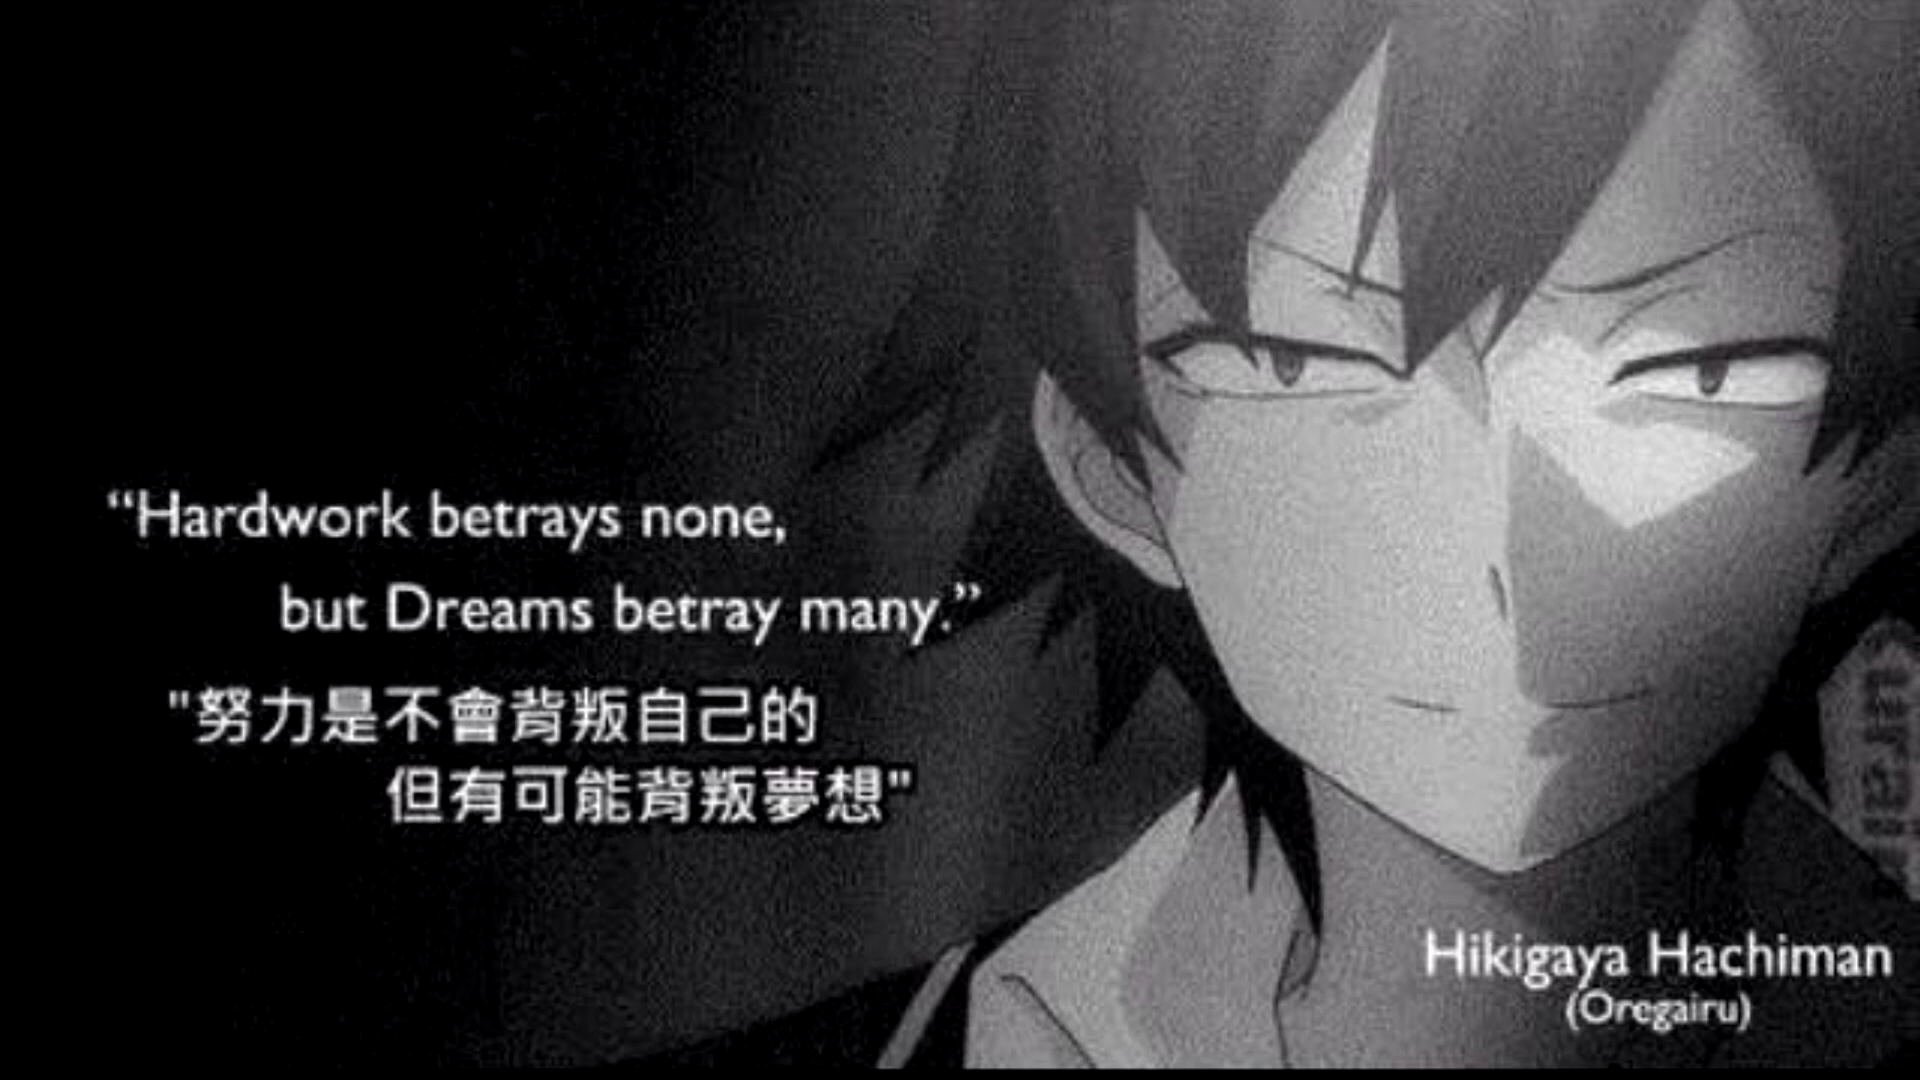 “Hardwork betrays none,
but Dreams betray many.”
"努力是不會背叛自己的
但有可能背叛夢想"
Hikigaya Hachiman
(Oregairu)